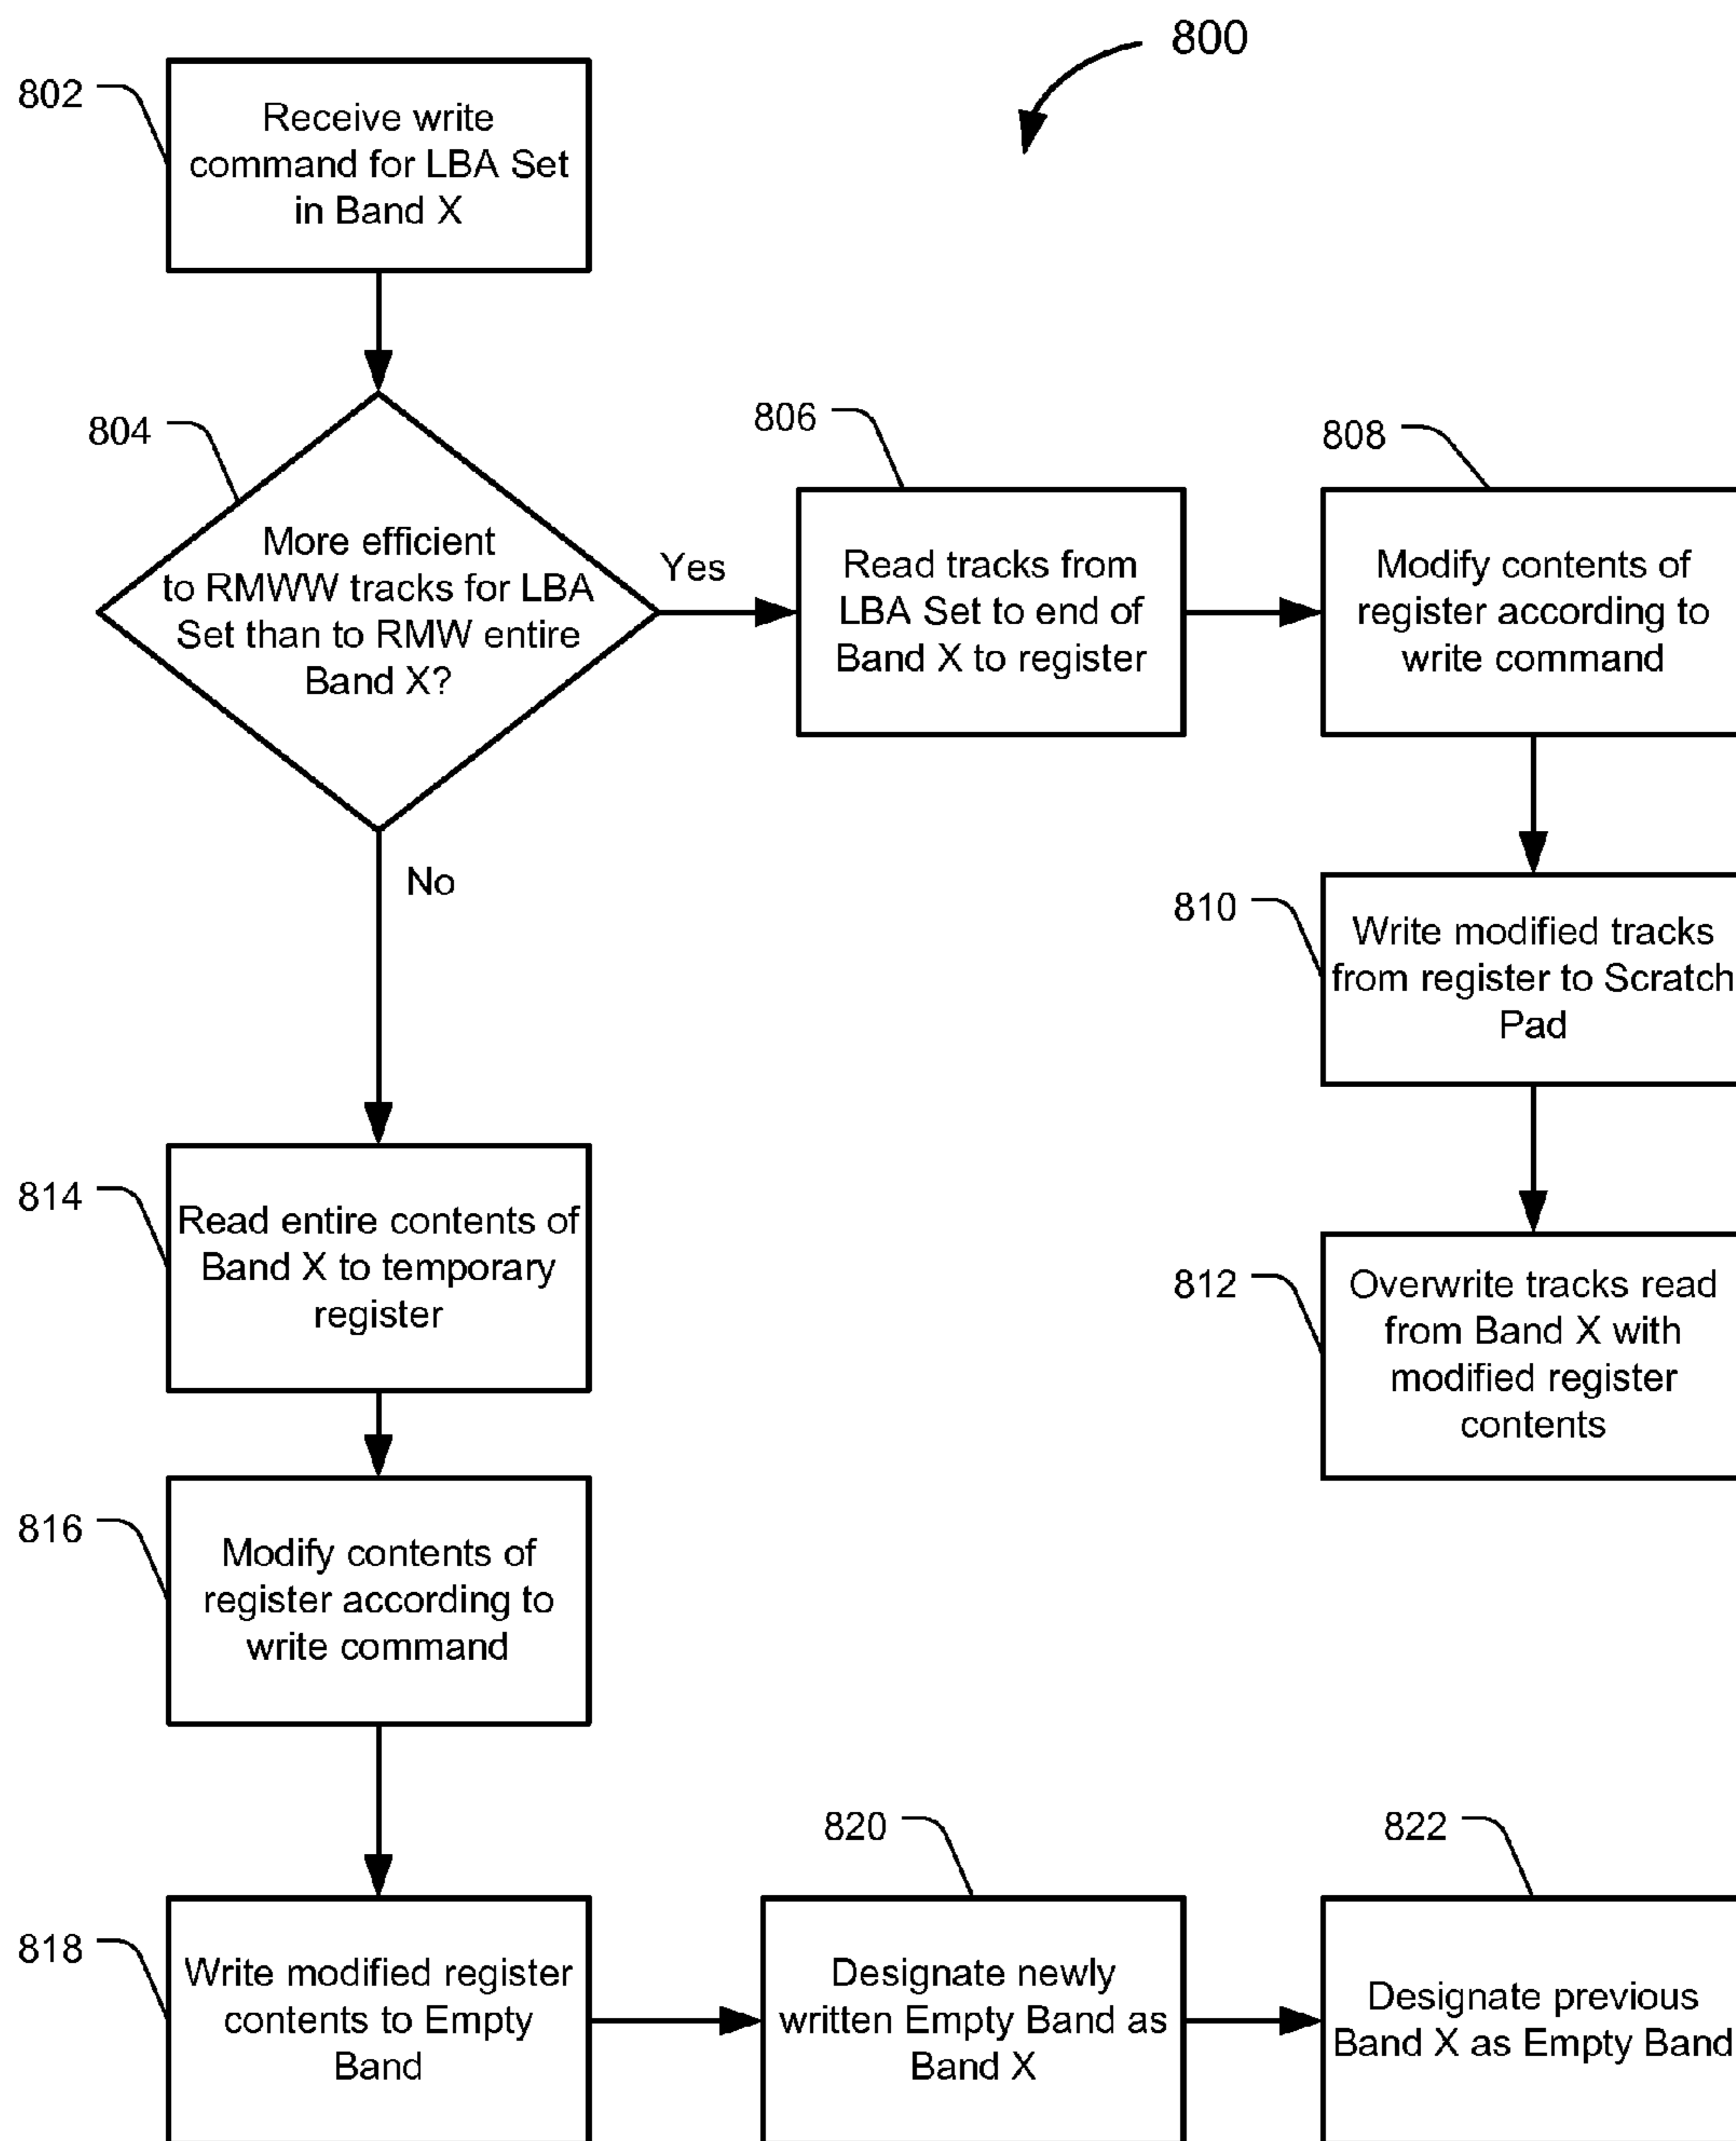 800
802
Receive write
command for LBA Set
in Band X
804
More efficient
to RMWW tracks for LBA
Set than to RMW entire
Band X?
Yes
No
806
Read tracks from
LBA Set to end of
Band X to register
808
Modify contents of
register according to
write command
810
Write modified tracks
from register to Scratch
Pad
812
Overwrite tracks read
from Band X with
modified register
contents
814
Read entire contents of
Band X to temporary
register
816
Modify contents of
register according to
write command
818
Write modified register
contents to Empty
Band
820
Designate newly
written Empty Band as
Band X
822
Designate previous
Band X as Empty Band